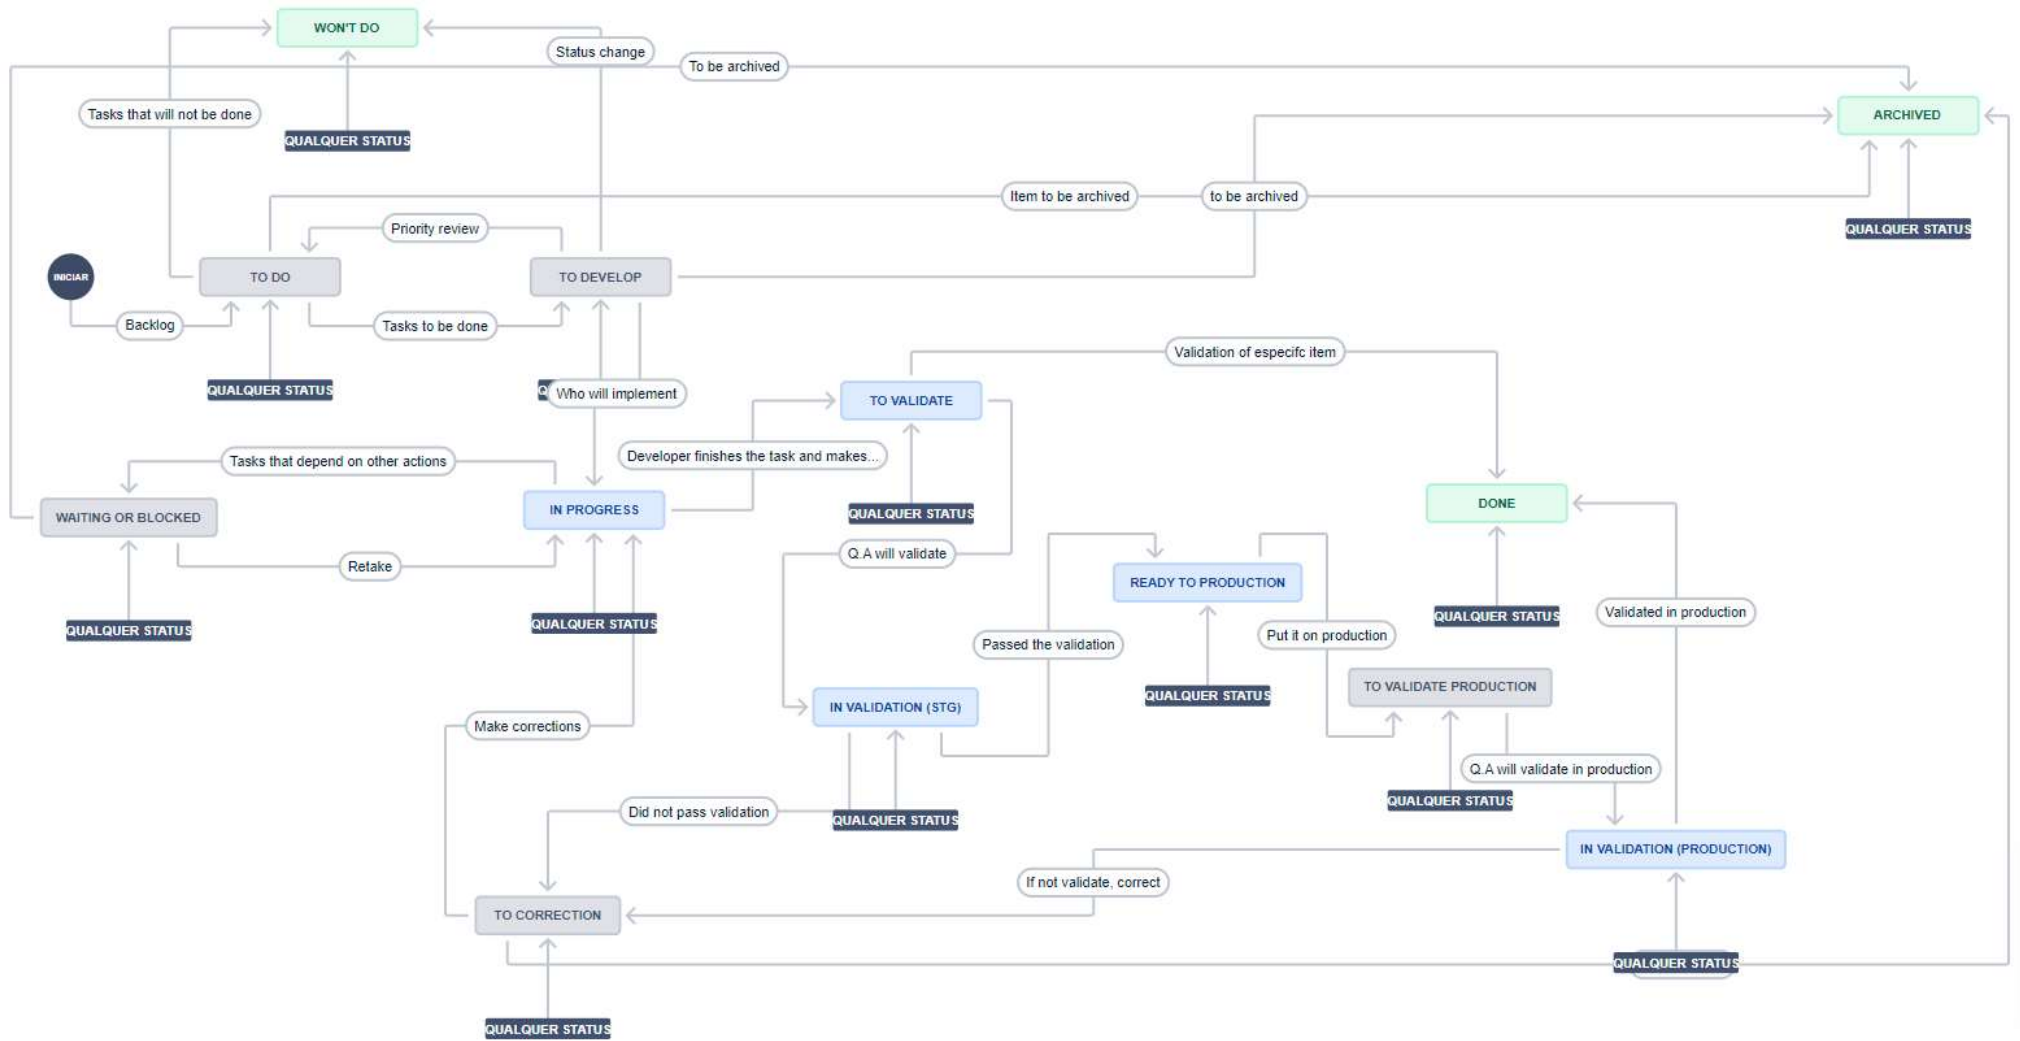 WON'T DO
Status change
To be archived
Tasks that will not be done
ARCHIVED
QUALQUER STATUS
Item to be archived
to be archived
Priority review
QUALQUER STATUS
INICIAR
TO DO
TO DEVELOP
Backlog
Tasks to be done
Validation of especifc item
QUALQUER STATUS
Who will implement
TO VALIDATE
Tasks that depend on other actions
Developer finishes the task and makes...
DONE
IN PROGRESS
QUALQUER STATUS
WAITING OR BLOCKED
Q.A will validate
Retake
READY TO PRODUCTION
Validated in production
QUALQUER STATUS
QUALQUER STATUS
QUALQUER STATUS
Put it on production
Passed the validation
TO VALIDATE PRODUCTION
QUALQUER STATUS
IN VALIDATION (STG)
Make corrections
Q.A will validate in production
QUALQUER STATUS
Did not pass validation
QUALQUER STATUS
IN VALIDATION (PRODUCTION)
If not validate, correct
TO CORRECTION
QUALQUER STATUS
QUALQUER STATUS